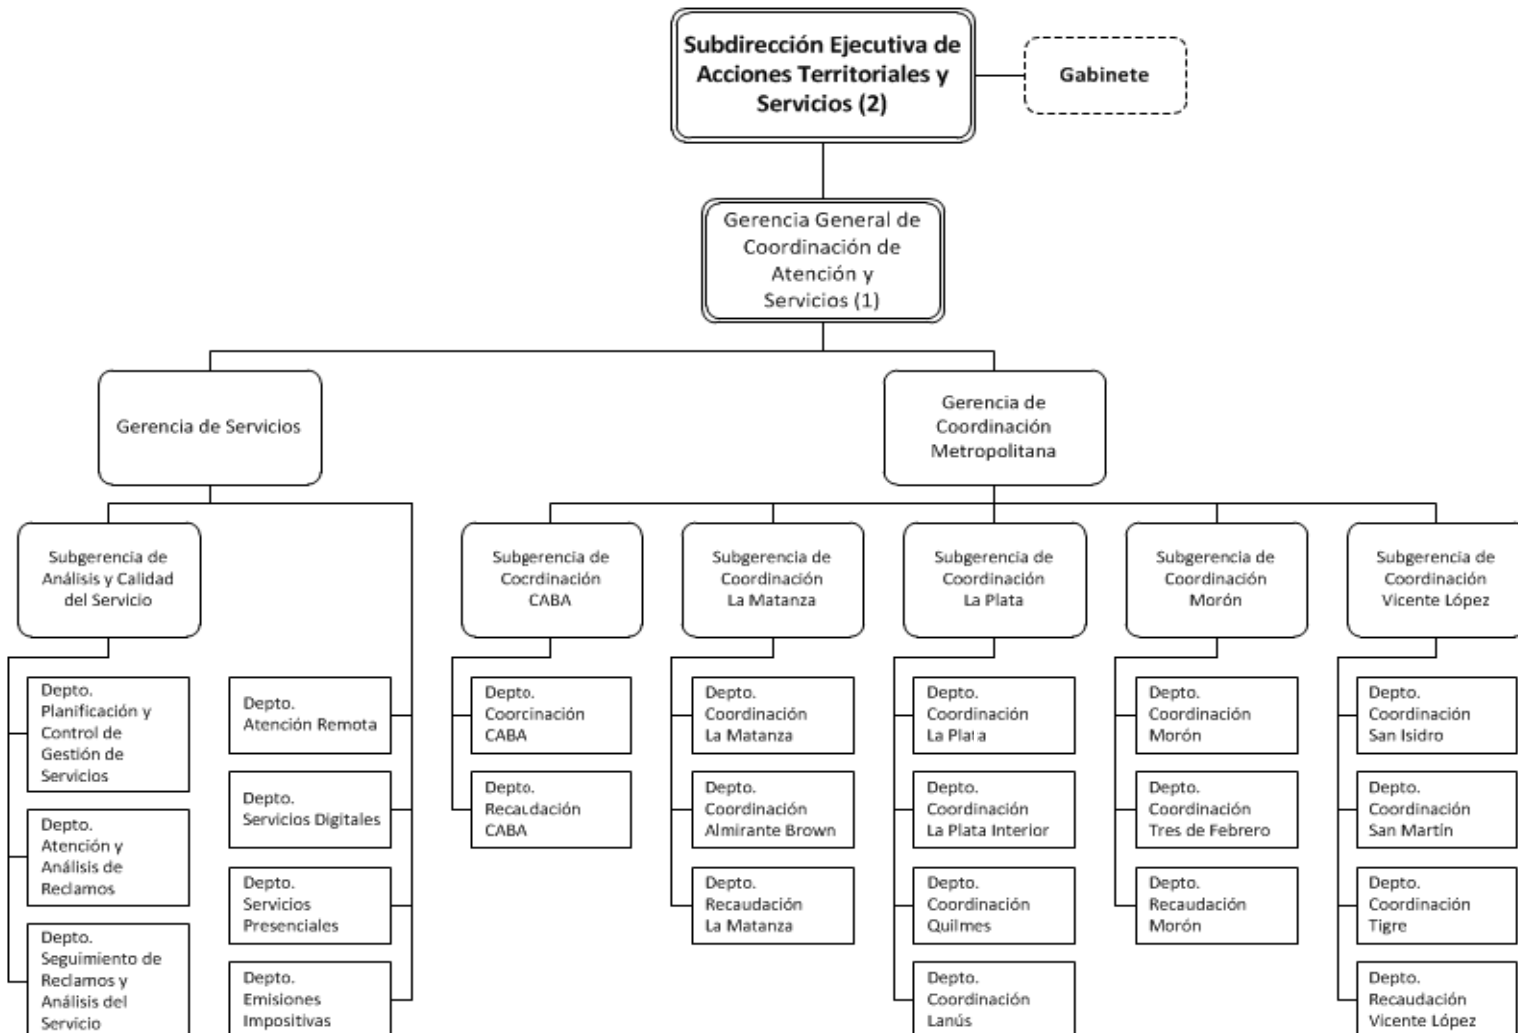 Subdirección Ejecutiva de
Acciones Territoriales y
Servicios (2)
Gabinete
Gerencia General de
Coordinación de
Atención y
Servicios (1)
Gerencia de Servicios
Gerencia de
Coordinación
Metropolitana
Subgerencia de
Análisis y Calidad
del Servicio
Subgerencia de
Coordinación
CABA
Subgerencia de
Coordinación
La Matanza
Subgerencia de
Coordinación
La Plata
Subgerencia de
Coordinación
Morón
Subgerencia de
Coordinación
Vicente López
Depto.
Planificación y
Control de
Gestión de
Servicios
Depto.
Atención y
Análisis de
Reclamos
Depto.
Seguimiento de
Reclamos y
Análisis del
Servicio
Depto.
Atención Remota
Depto.
Servicios Digitales
Depto.
Servicios
Presenciales
Depto.
Emisiones
Impositivas
Depto.
Coordinación
CABA
Depto.
Recaudación
CABA
Depto.
Coordinación
La Matanza
Depto.
Coordinación
Almirante Brown
Depto.
Recaudación
La Matanza
Depto.
Coordinación
La Plata
Depto.
Coordinación
La Plata Interior
Depto.
Coordinación
Quilmes
Depto.
Coordinación
Lanús
Depto.
Coordinación
Morón
Depto.
Coordinación
Tres de Febrero
Depto.
Recaudación
Morón
Depto.
Coordinación
San Isidro
Depto.
Coordinación
San Martín
Depto.
Coordinación
Tigre
Depto.
Recaudación
Vicente López